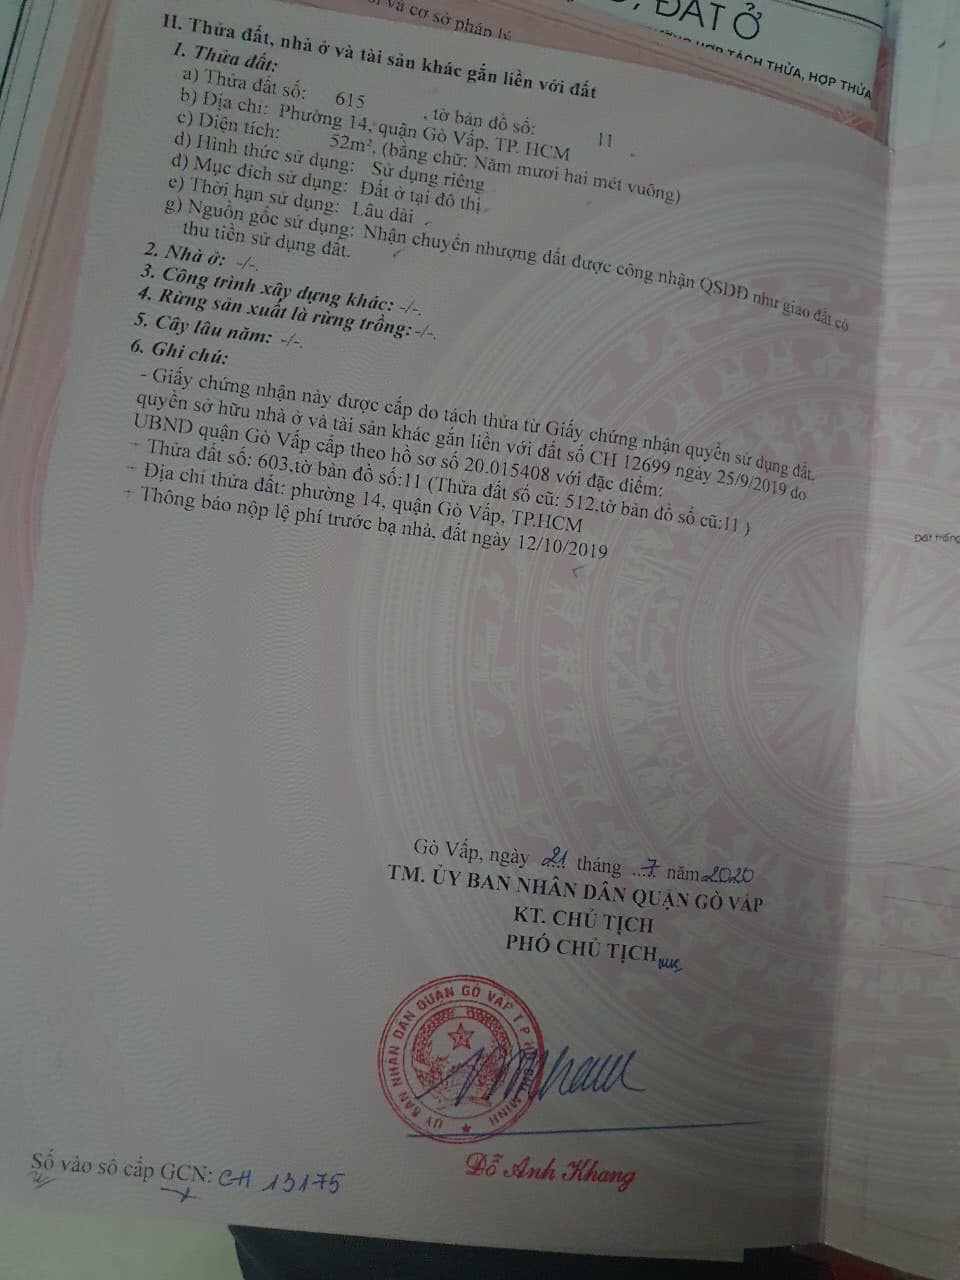 và cơ sở pháp lý
ĐẤT Ở
TÁCH THỬA, HỢP THỬA
II. Thửa đất, nhà ở và tài sản khác gắn liền với đất
1. Thửa đất:
a) Thửa đất số: 615 , tờ bản đồ số: 11
b) Địa chỉ: Phường 14, quận Gò Vấp, TP. HCM
c) Diện tích: 52m², (bằng chữ: Năm mươi hai mét vuông)
d) Hình thức sử dụng: Sử dụng riêng
đ) Mục đích sử dụng: Đất ở tại đô thị
e) Thời hạn sử dụng: Lâu dài
g) Nguồn gốc sử dụng: Nhận chuyển nhượng đất được công nhận QSDĐ như giao đất có
thu tiền sử dụng đất.
2. Nhà ở: -/-.
3. Công trình xây dựng khác: -/-.
4. Rừng sản xuất là rừng trồng: -/-.
5. Cây lâu năm: -/-.
6. Ghi chú:
- Giấy chứng nhận này được cấp do tách thửa từ Giấy chứng nhận quyền sử dụng đất,
quyền sở hữu nhà ở và tài sản khác gắn liền với đất số CH 12699 ngày 25/9/2019 do
UBND quận Gò Vấp cấp theo hồ sơ số 20.015408 với đặc điểm:
+ Thửa đất số: 603,tờ bản đồ số:11 (Thửa đất số cũ: 512,tờ bản đồ số cũ:11 )
+ Địa chỉ thửa đất: phường 14, quận Gò Vấp, TP.HCM
+ Thông báo nộp lệ phí trước bạ nhà, đất ngày 12/10/2019
Đất trống
Gò Vấp, ngày 21 tháng 7 năm 2020
TM. ỦY BAN NHÂN DÂN QUẬN GÒ VẤP
KT. CHỦ TỊCH
PHÓ CHỦ TỊCH
ỦY BAN NHÂN DÂN QUẬN GÒ VẤP T.P HỒ CHÍ MINH
Đỗ Anh Khang
Số vào sổ cấp GCN: CH 13175